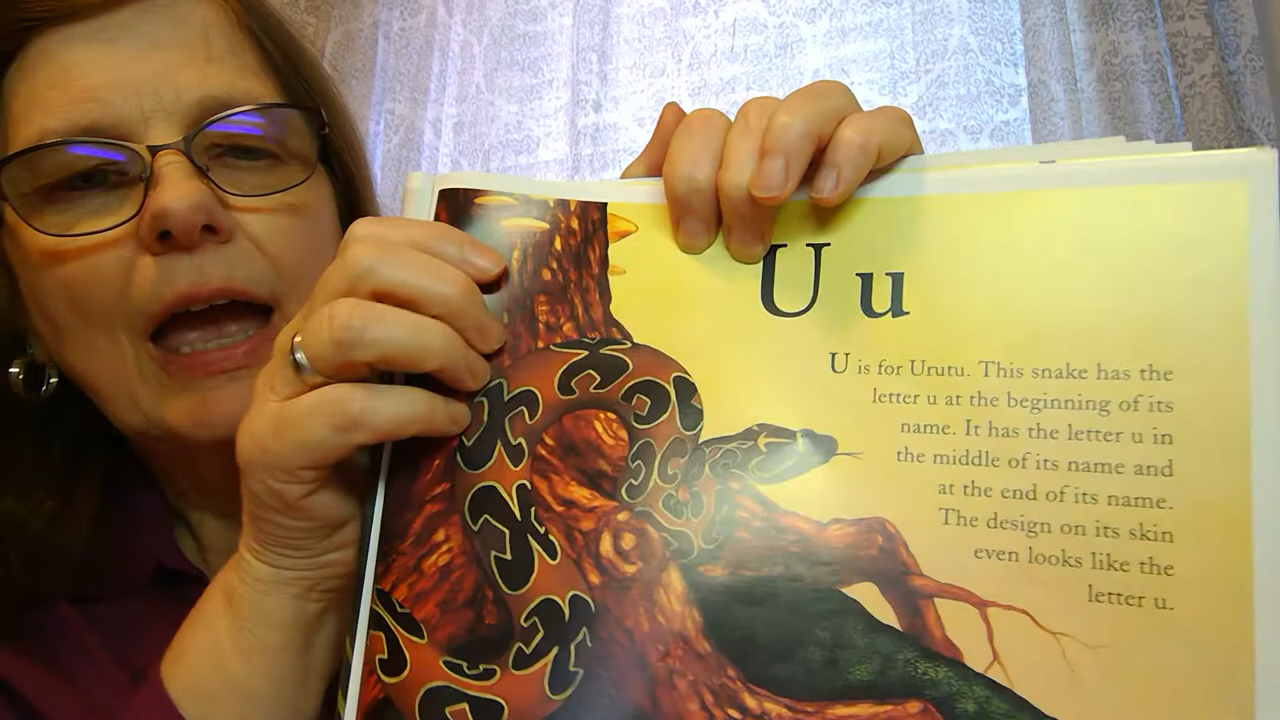 U u
U is for Urutu. This snake has the
letter u at the beginning of its
name. It has the letter u in
the middle of its name and
at the end of its name.
The design on its skin
even looks like the
letter u.